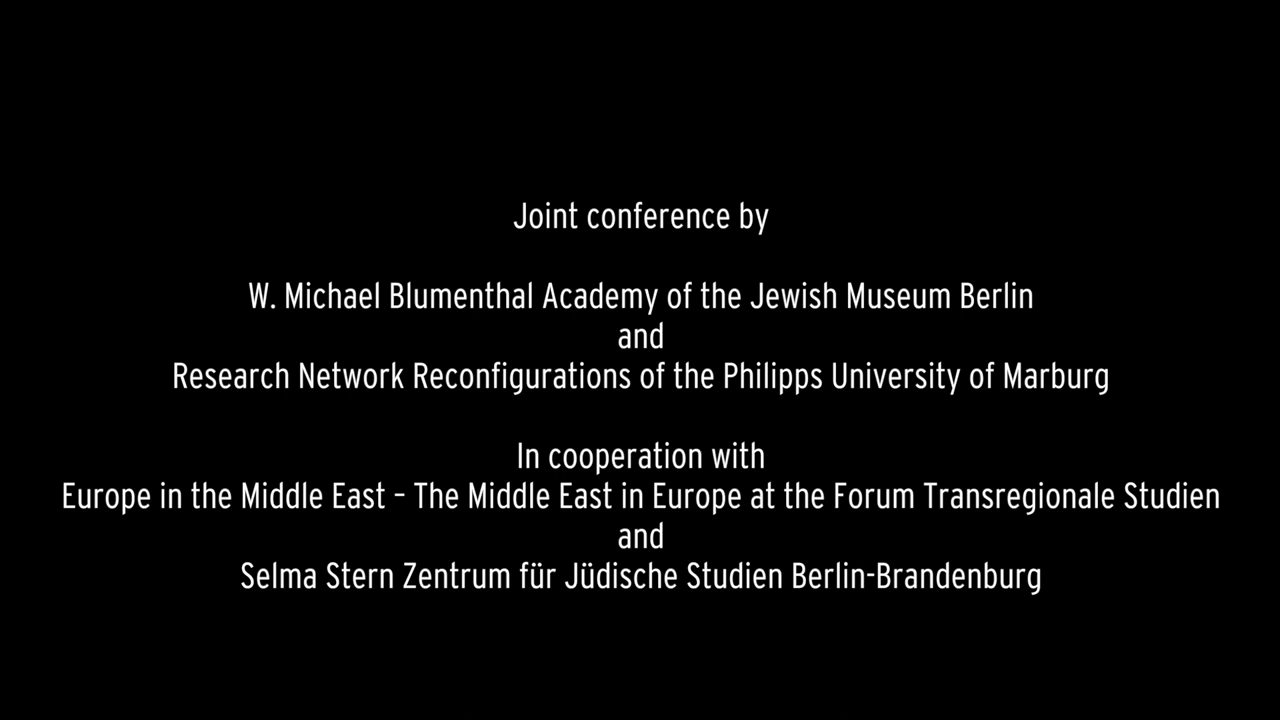 Joint conference by
W. Michael Blumenthal Academy of the Jewish Museum Berlin
and
Research Network Reconfigurations of the Philipps University of Marburg
In cooperation with
Europe in the Middle East – The Middle East in Europe at the Forum Transregionale Studien
and
Selma Stern Zentrum für Jüdische Studien Berlin-Brandenburg